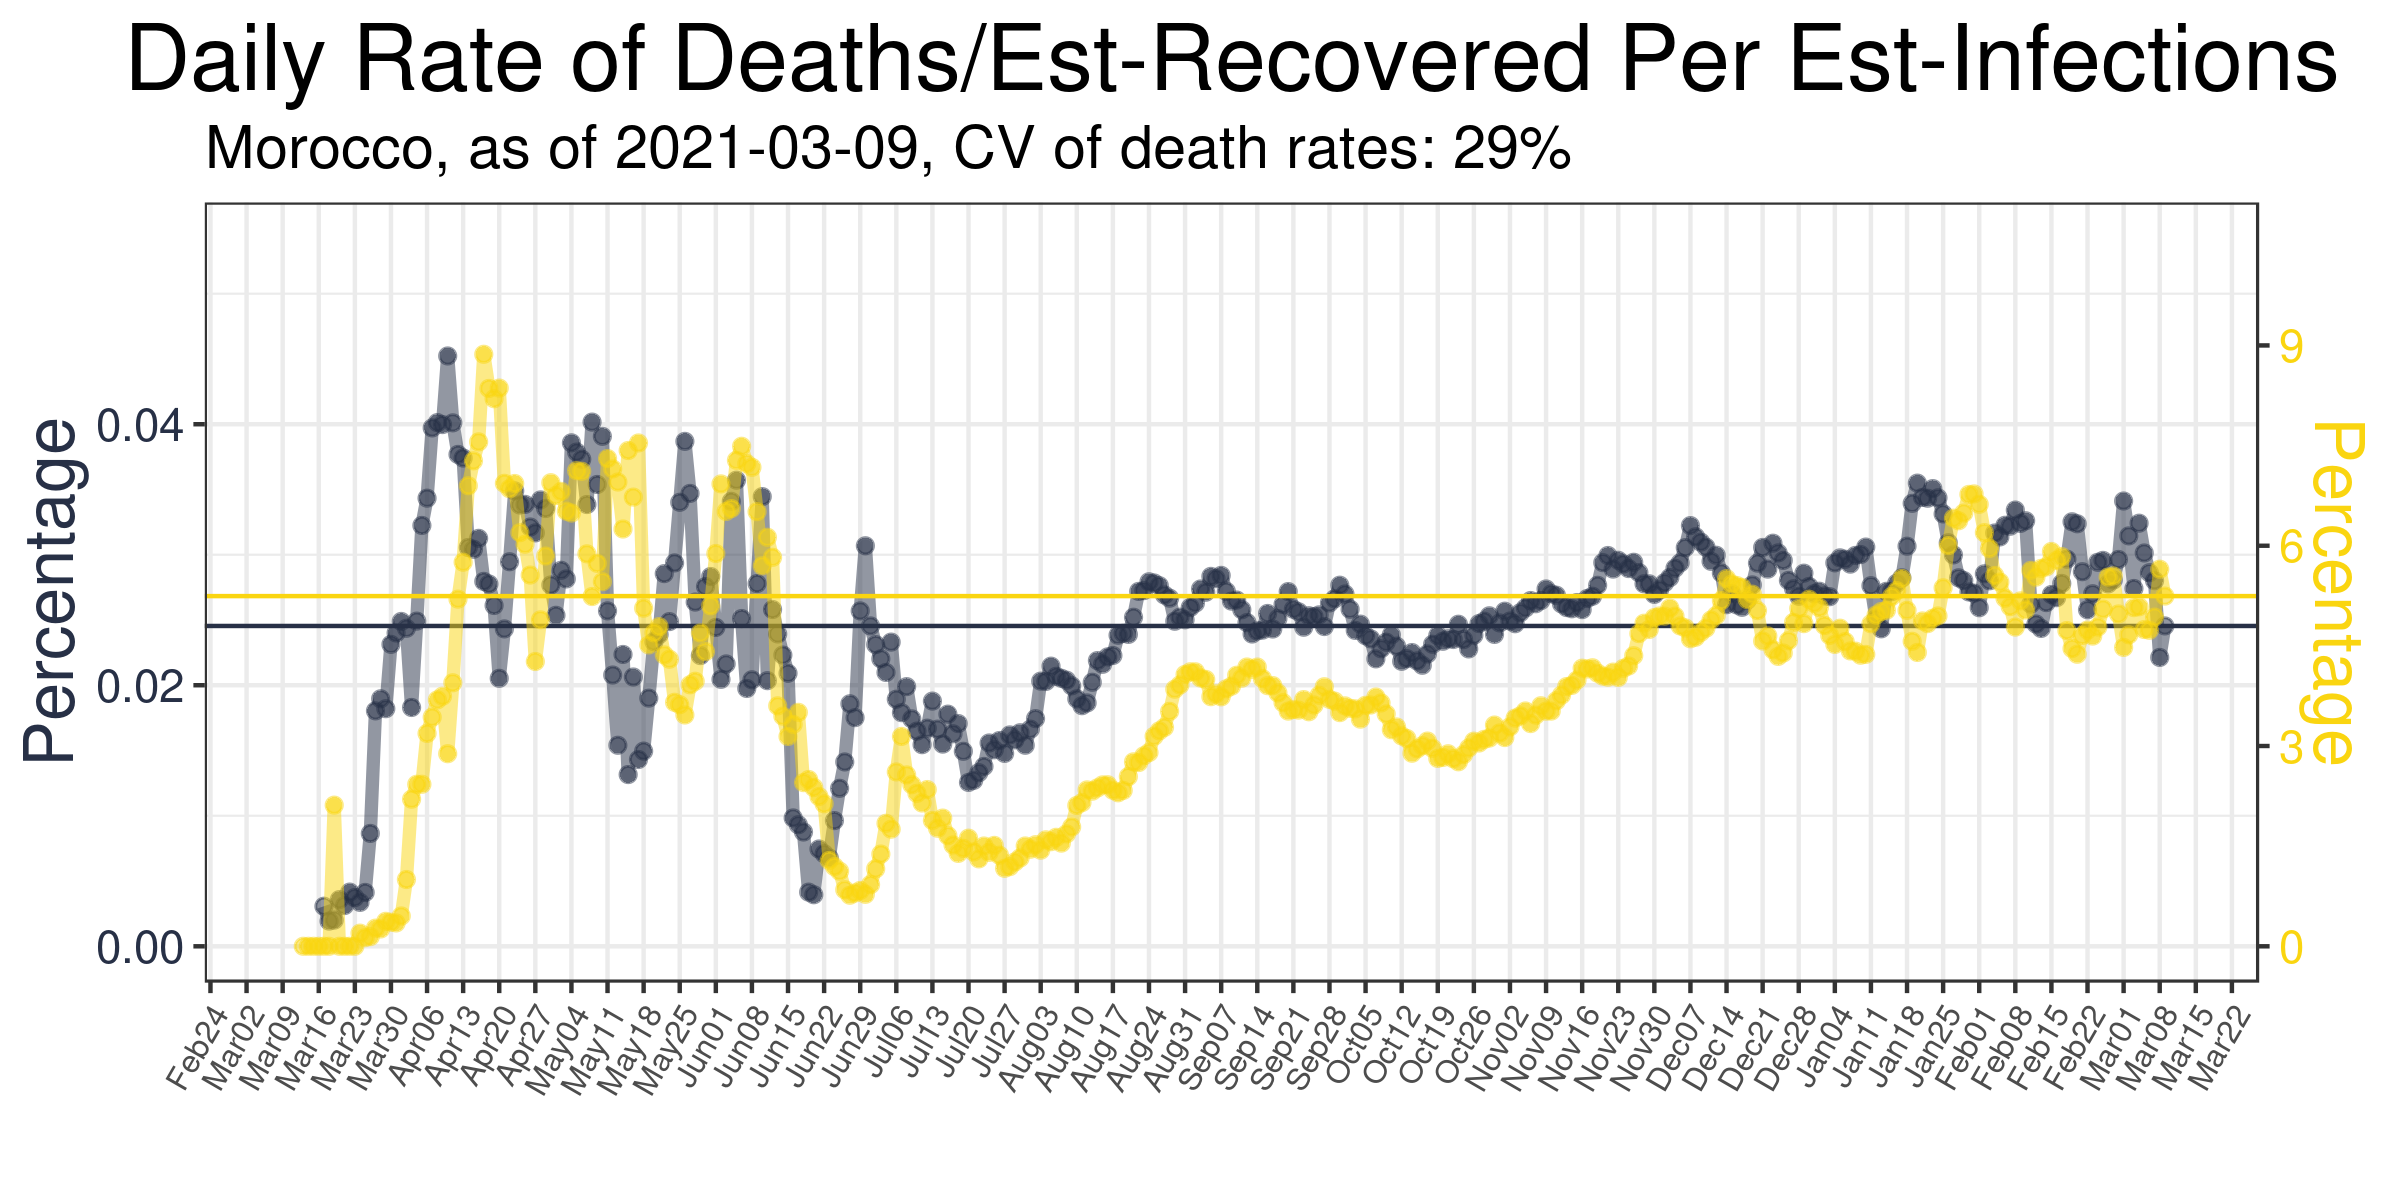 Daily Rate of Deaths/Est-Recovered Per Est-Infections
Morocco, as of 2021-03-09, CV of death rates: 29%
Percentage
0.04
0.02
0.00
9
6
3
0
Percentage
Feb24
Mar02
Mar09
Mar16
Mar23
Mar30
Apr06
Apr13
Apr20
Apr27
May04
May11
May18
May25
Jun01
Jun08
Jun15
Jun22
Jun29
Jul06
Jul13
Jul20
Jul27
Aug03
Aug10
Aug17
Aug24
Aug31
Sep07
Sep14
Sep21
Sep28
Oct05
Oct12
Oct19
Oct26
Nov02
Nov09
Nov16
Nov23
Nov30
Dec07
Dec14
Dec21
Dec28
Jan04
Jan11
Jan18
Jan25
Feb01
Feb08
Feb15
Feb22
Mar01
Mar08
Mar15
Mar22